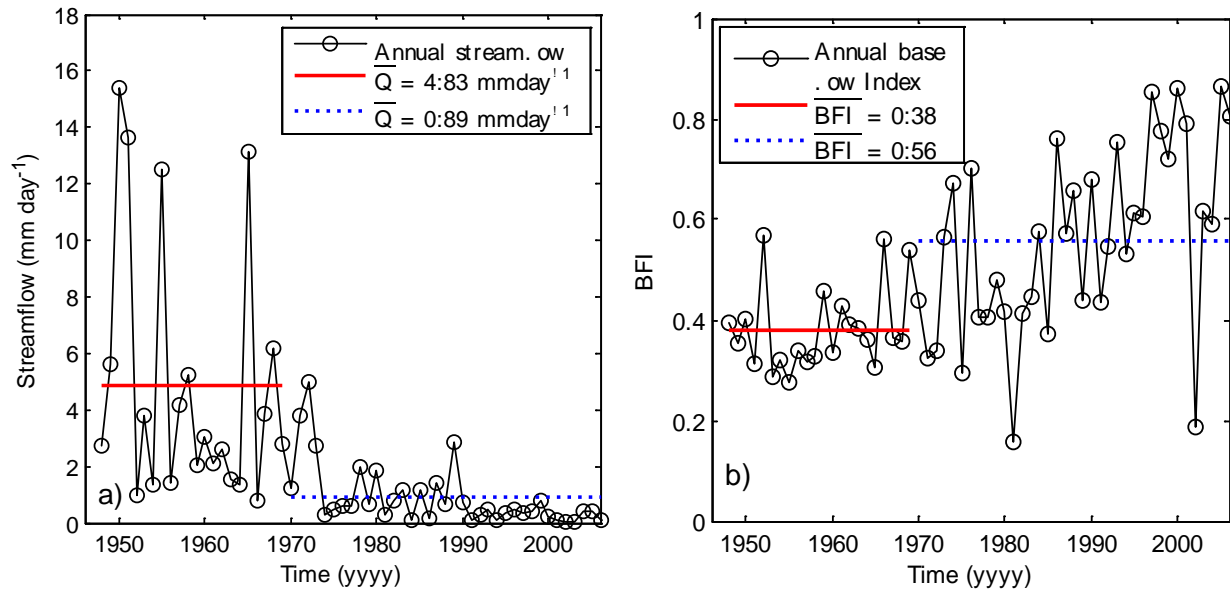 18
16
14
12
10
8
6
4
2
0
Streamflow (mm day-1)
1950 1960 1970 1980 1990 2000
Time (yyyy)
a)
Annual stream. ow
Q = 4:83 mmday! 1
Q = 0:89 mmday! 1
1
0.8
0.6
0.4
0.2
0
BFI
1950 1960 1970 1980 1990 2000
Time (yyyy)
b)
Annual base
. ow Index
BFI = 0:38
BFI = 0:56